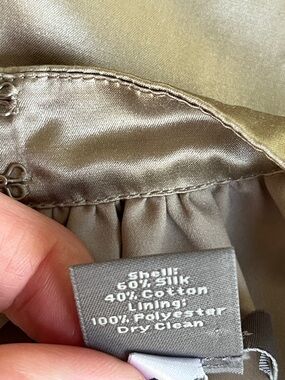 Shell:
60% Silk
40% Cotton
Lining:
100% Polyester
Dry Clean